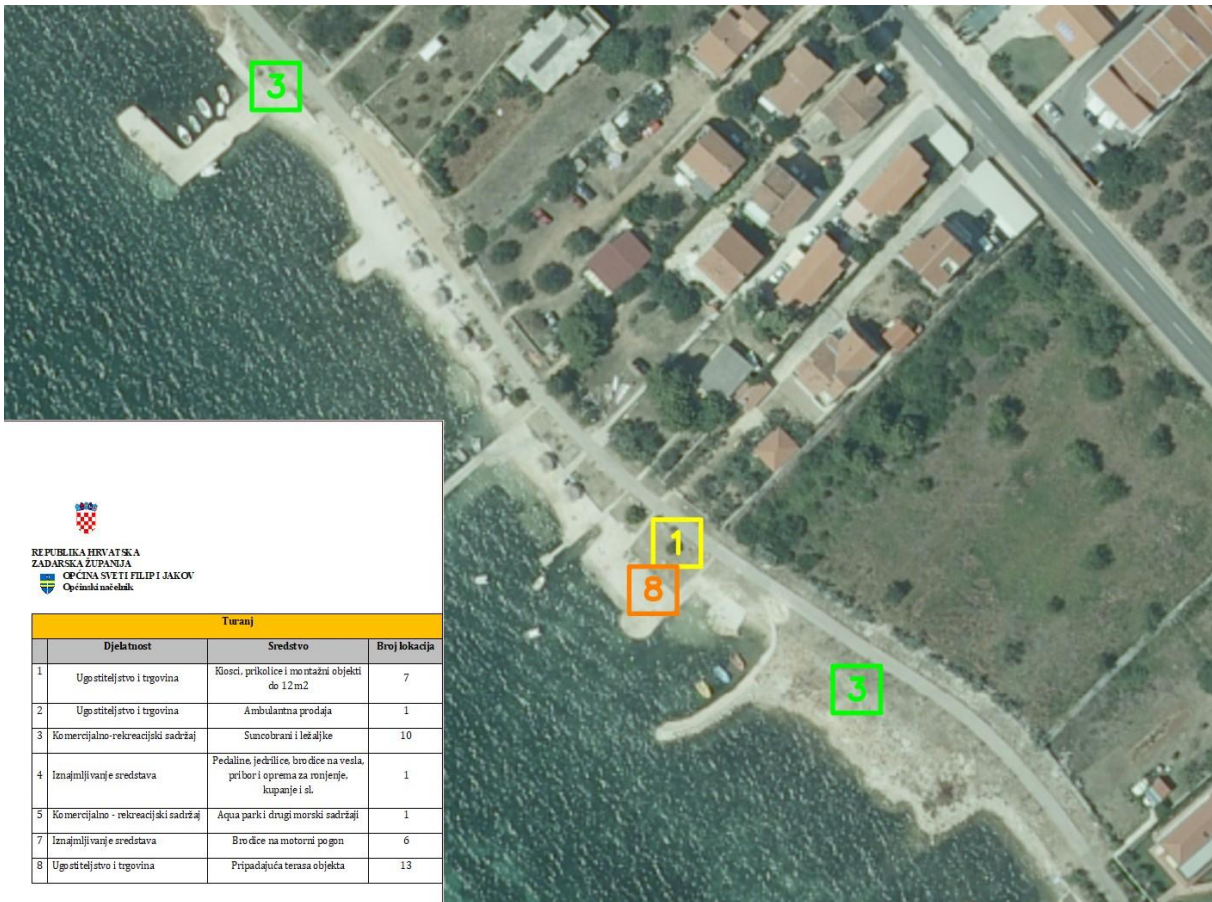 3
1
8
3
REPUBLIKA HRVATSKA
ZADARSKA ŽUPANIJA
OPĆINA SVETI FILIP I JAKOV
Općinski načelnik
Turanj
Djelatnost Sredstvo Broj lokacija
1 Ugostiteljstvo i trgovina Kiosci, prikolice i montažni objekti do 12 m2 7
2 Ugostiteljstvo i trgovina Ambulantna prodaja 1
3 Komercijalno-rekreacijski sadržaj Suncobrani i ležaljke 10
4 Iznajmljivanje sredstava Pedaline, jedrilice, brodice na vesla, pribor i oprema za ronjenje, kupanje i sl. 1
5 Komercijalno - rekreacijski sadržaj Aqua park i drugi morski sadržaji 1
7 Iznajmljivanje sredstava Brodice na motorni pogon 6
8 Ugostiteljstvo i trgovina Pripadajuća terasa objekta 13